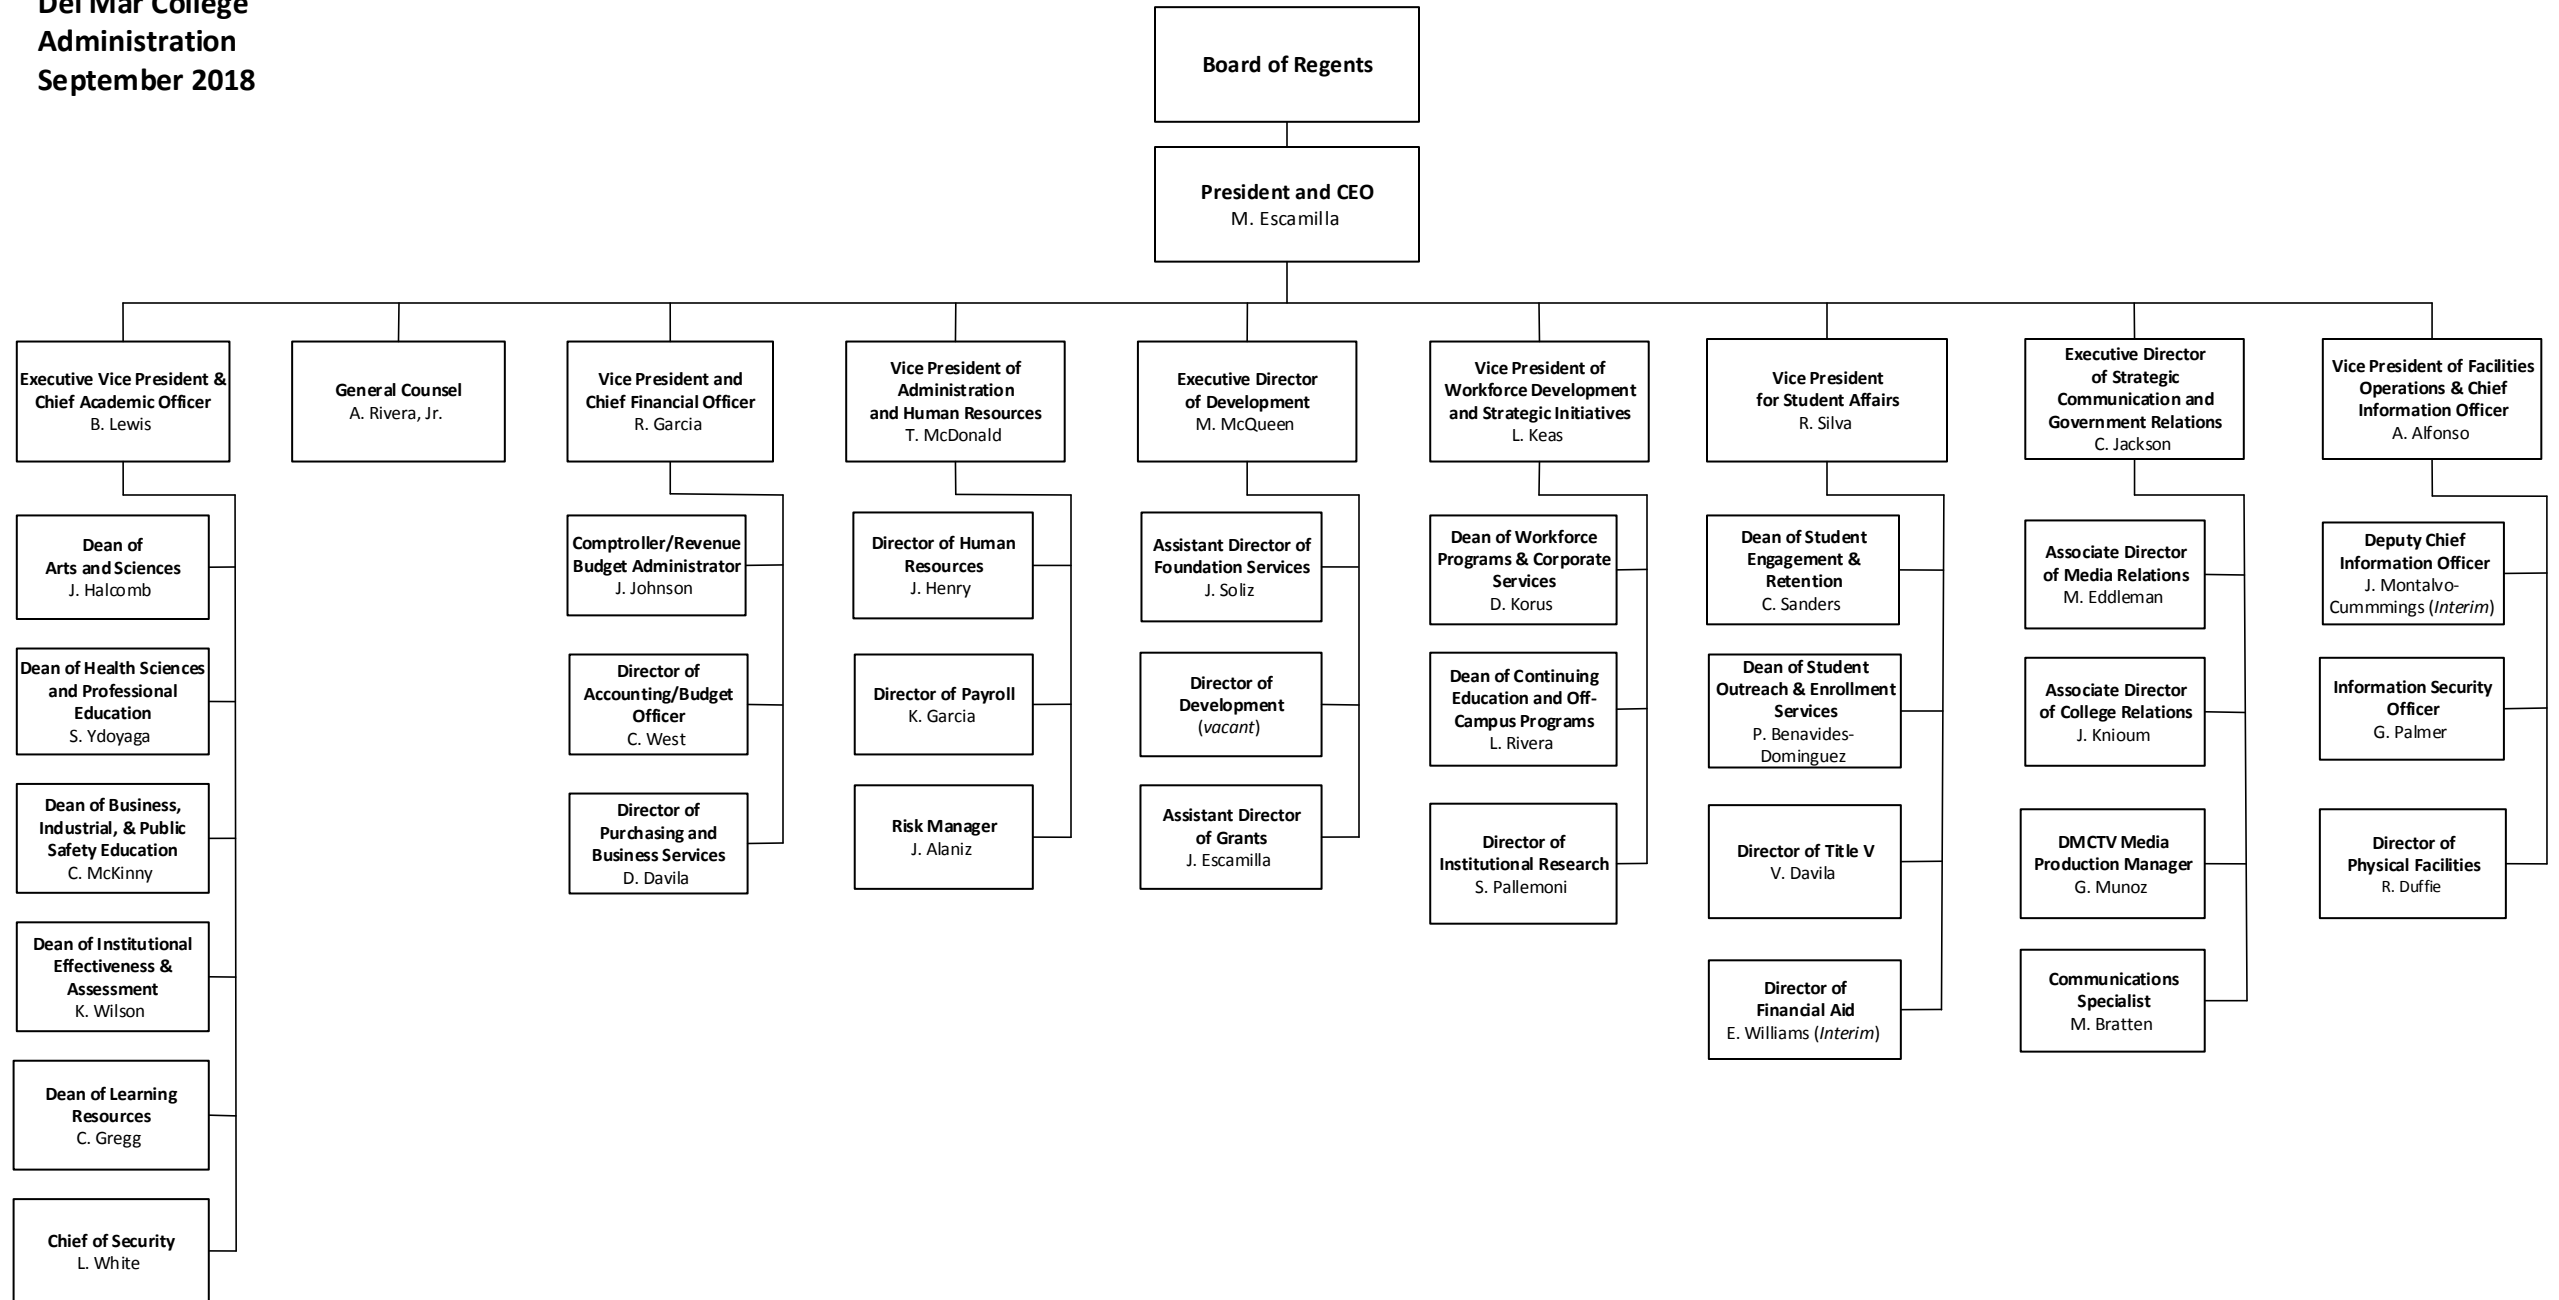 Del Mar College
Administration
September 2018
Board of Regents
President and CEO
M. Escamilla
Executive Vice President &
Chief Academic Officer
B. Lewis
General Counsel
A. Rivera, Jr.
Vice President and
Chief Financial Officer
R. Garcia
Vice President of
Administration
and Human Resources
T. McDonald
Executive Director
of Development
M. McQueen
Vice President of
Workforce Development
and Strategic Initiatives
L. Keas
Vice President
for Student Affairs
R. Silva
Executive Director
of Strategic
Communication and
Government Relations
C. Jackson
Vice President of Facilities
Operations & Chief
Information Officer
A. Alfonso
Dean of
Arts and Sciences
J. Halcomb
Dean of Health Sciences
and Professional
Education
S. Ydoyaga
Dean of Business,
Industrial, & Public
Safety Education
C. McKinny
Dean of Institutional
Effectiveness &
Assessment
K. Wilson
Dean of Learning
Resources
C. Gregg
Chief of Security
L. White
Comptroller/Revenue
Budget Administrator
J. Johnson
Director of
Accounting/Budget
Officer
C. West
Director of
Purchasing and
Business Services
D. Davila
Director of Human
Resources
J. Henry
Director of Payroll
K. Garcia
Risk Manager
J. Alaniz
Assistant Director of
Foundation Services
J. Soliz
Director of
Development
(vacant)
Assistant Director
of Grants
J. Escamilla
Dean of Workforce
Programs & Corporate
Services
D. Korus
Dean of Continuing
Education and Off-
Campus Programs
L. Rivera
Director of
Institutional Research
S. Pallemoni
Dean of Student
Engagement &
Retention
C. Sanders
Dean of Student
Outreach & Enrollment
Services
P. Benavides-
Dominguez
Director of Title V
V. Davila
Director of
Financial Aid
E. Williams (Interim)
Associate Director
of Media Relations
M. Eddleman
Associate Director
of College Relations
J. Knioum
DMCTV Media
Production Manager
G. Munoz
Communications
Specialist
M. Bratten
Deputy Chief
Information Officer
J. Montalvo-
Cummmings (Interim)
Information Security
Officer
G. Palmer
Director of
Physical Facilities
R. Duffie